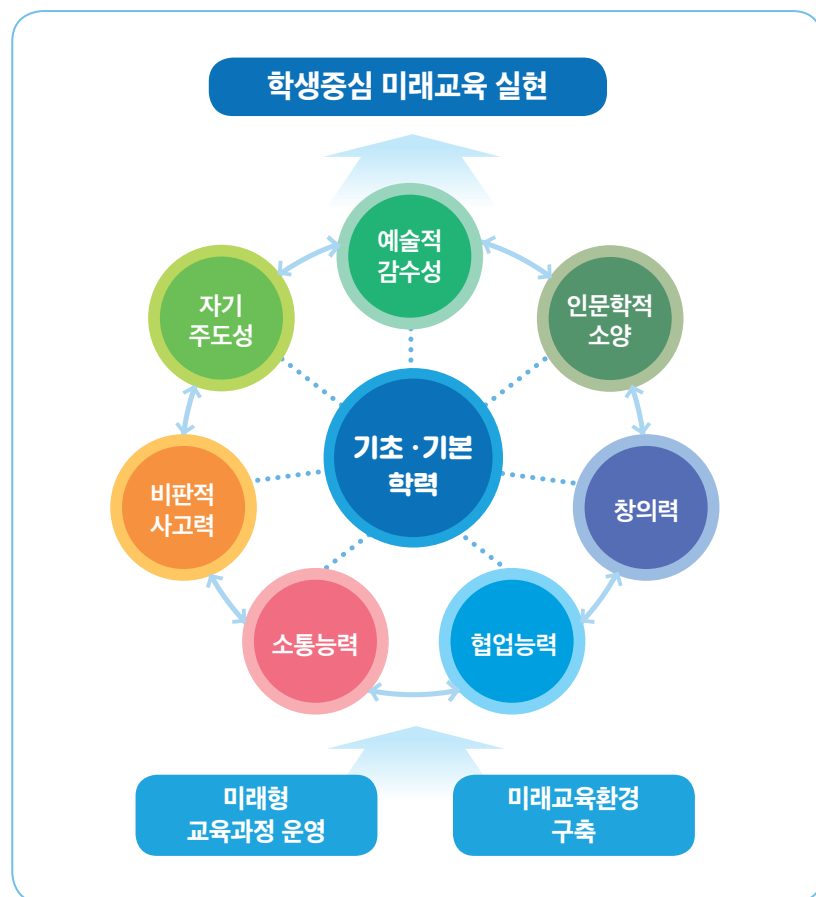 학생중심 미래교육 실현
예술적
감수성
자기
주도성
인문학적
소양
기초·기본
학력
비판적
사고력
창의력
소통능력
협업능력
미래형
교육과정 운영
미래교육환경
구축